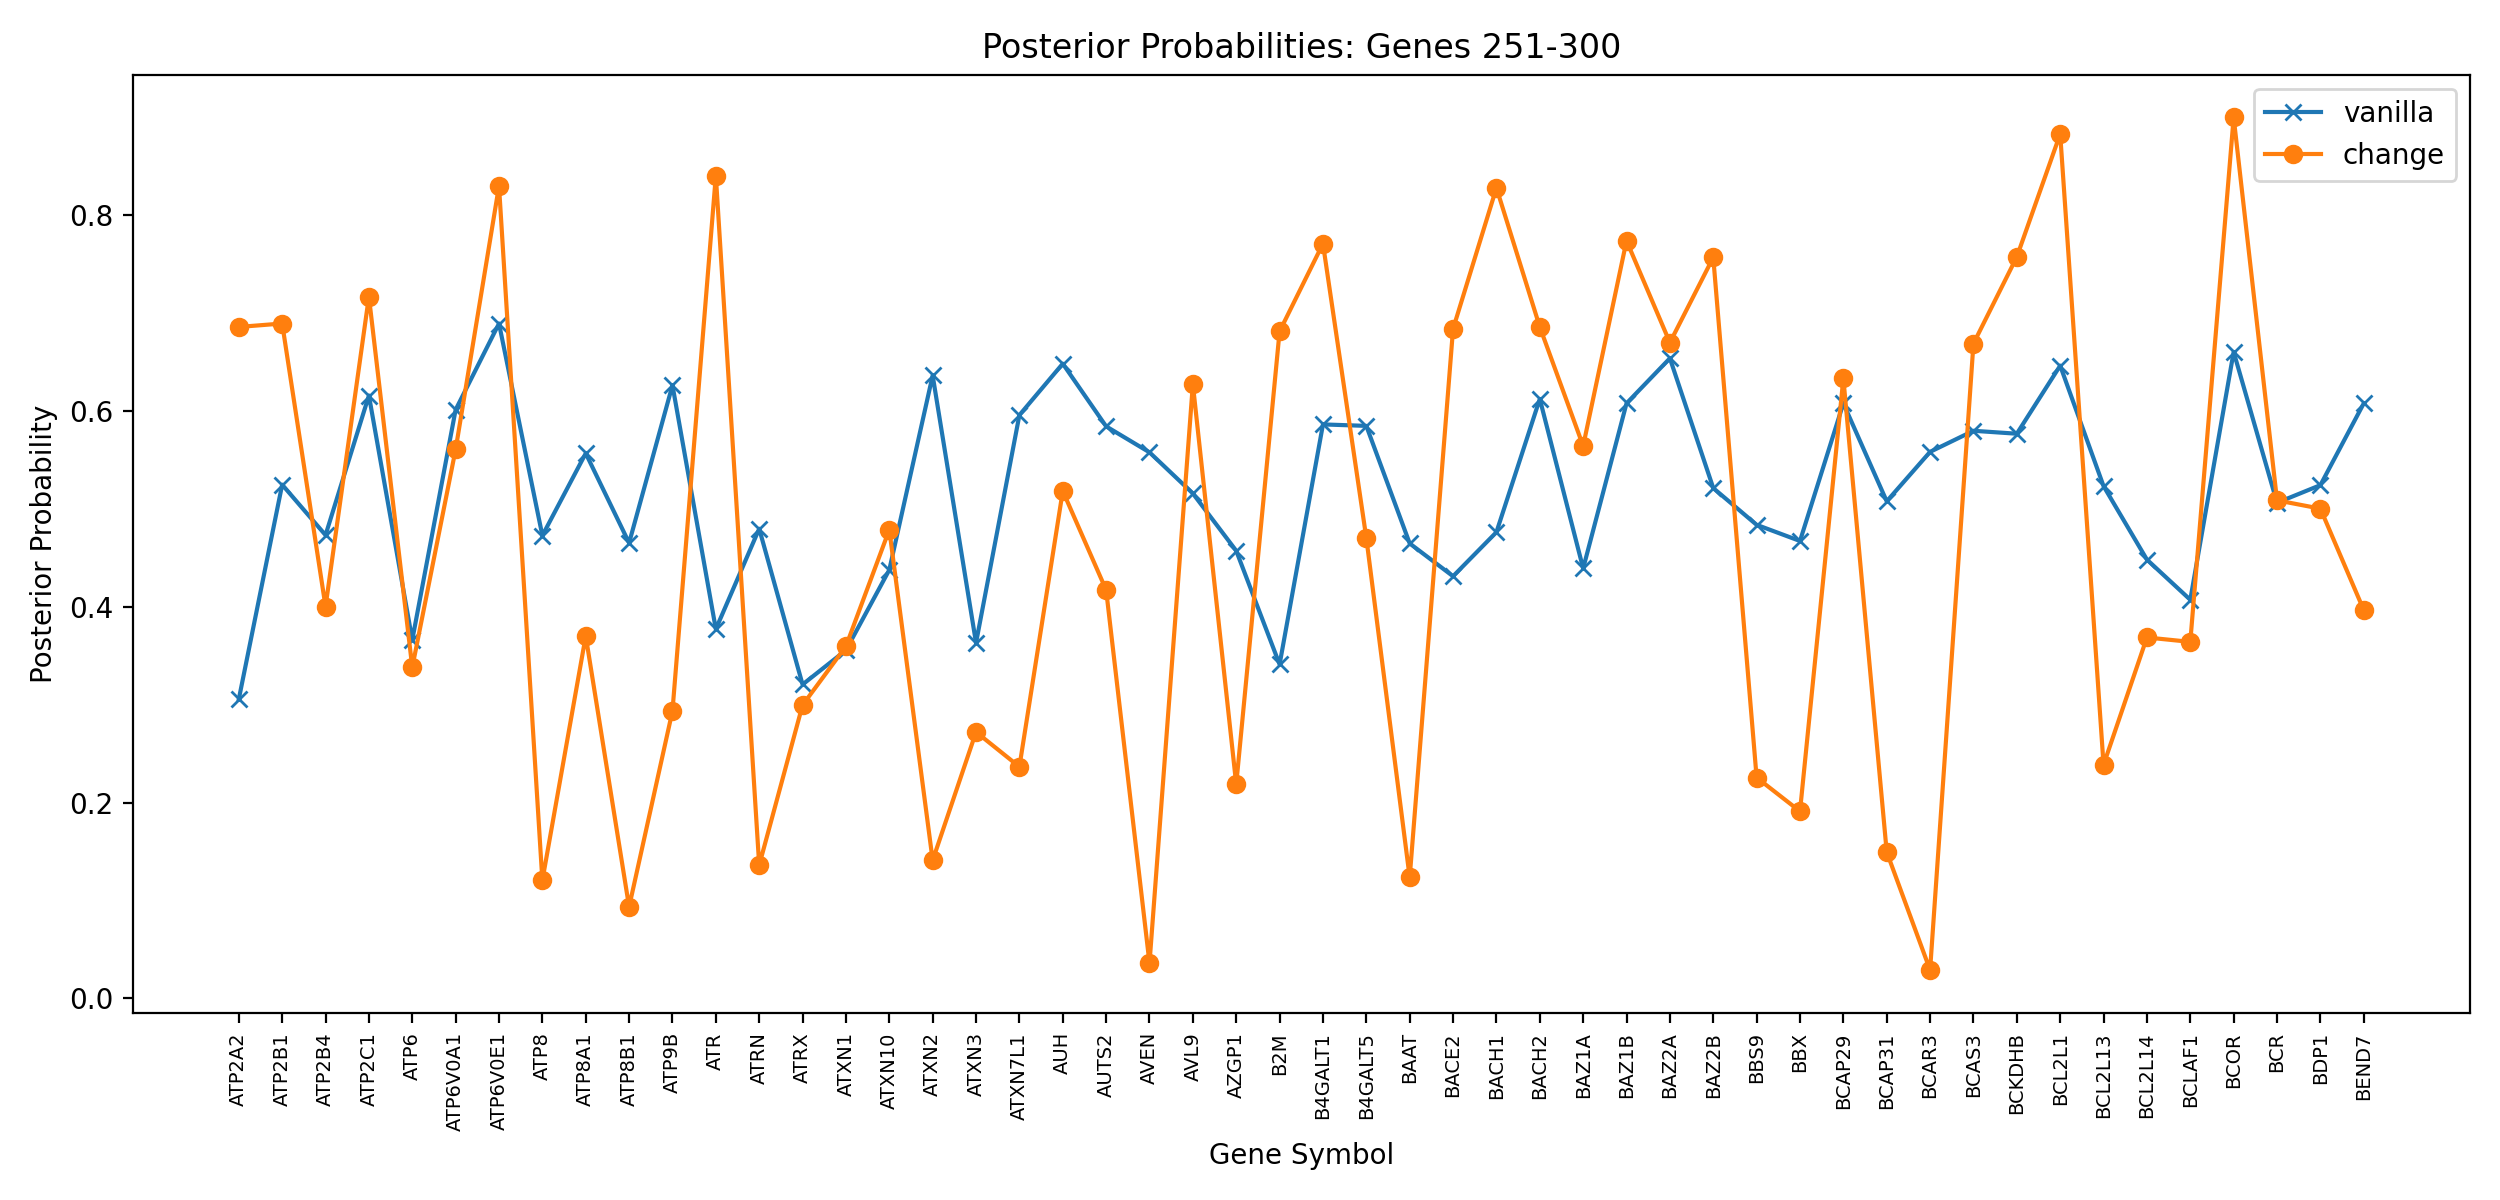 Posterior Probabilities: Genes 251-300
vanilla
change
Posterior Probability
0.8
0.6
0.4
0.2
0.0
ATP2A2
ATP2B1
ATP2B4
ATP2C1
ATP6
ATP6V0A1
ATP6V0E1
ATP8
ATP8A1
ATP8B1
ATP9B
ATR
ATRN
ATRX
ATXN1
ATXN10
ATXN2
ATXN3
ATXN7L1
AUH
AUTS2
AVEN
AVL9
AZGP1
B2M
B4GALT1
B4GALT5
BAAT
BACE2
BACH1
BACH2
BAZ1A
BAZ1B
BAZ2A
BAZ2B
BBS9
BBX
BCAP29
BCAP31
BCAR3
BCAS3
BCKDHB
BCL2L1
BCL2L13
BCL2L14
BCLAF1
BCOR
BCR
BDP1
BEND7
Gene Symbol